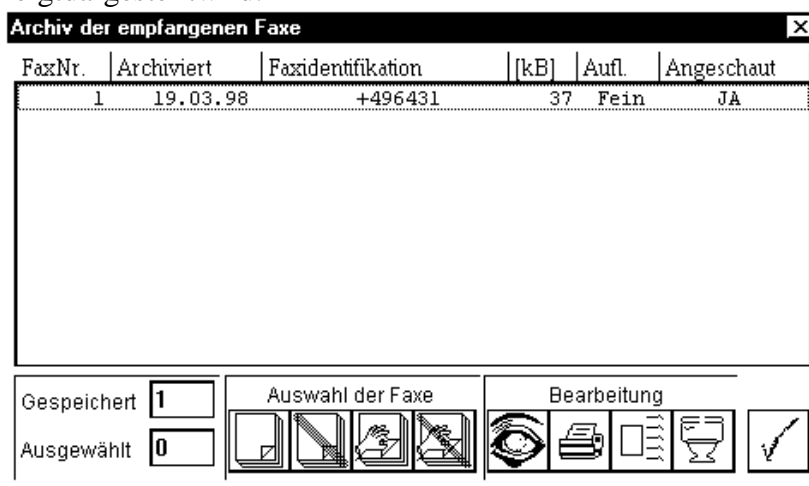 Archiv der empfangenen Faxe
FaxNr. Archiviert Faxidentifikation [kB] Aufl. Angeschaut
1 19.03.98 +496431 37 Fein JA
Gespeichert 1
Ausgewählt 0
Auswahl der Faxe
Bearbeitung